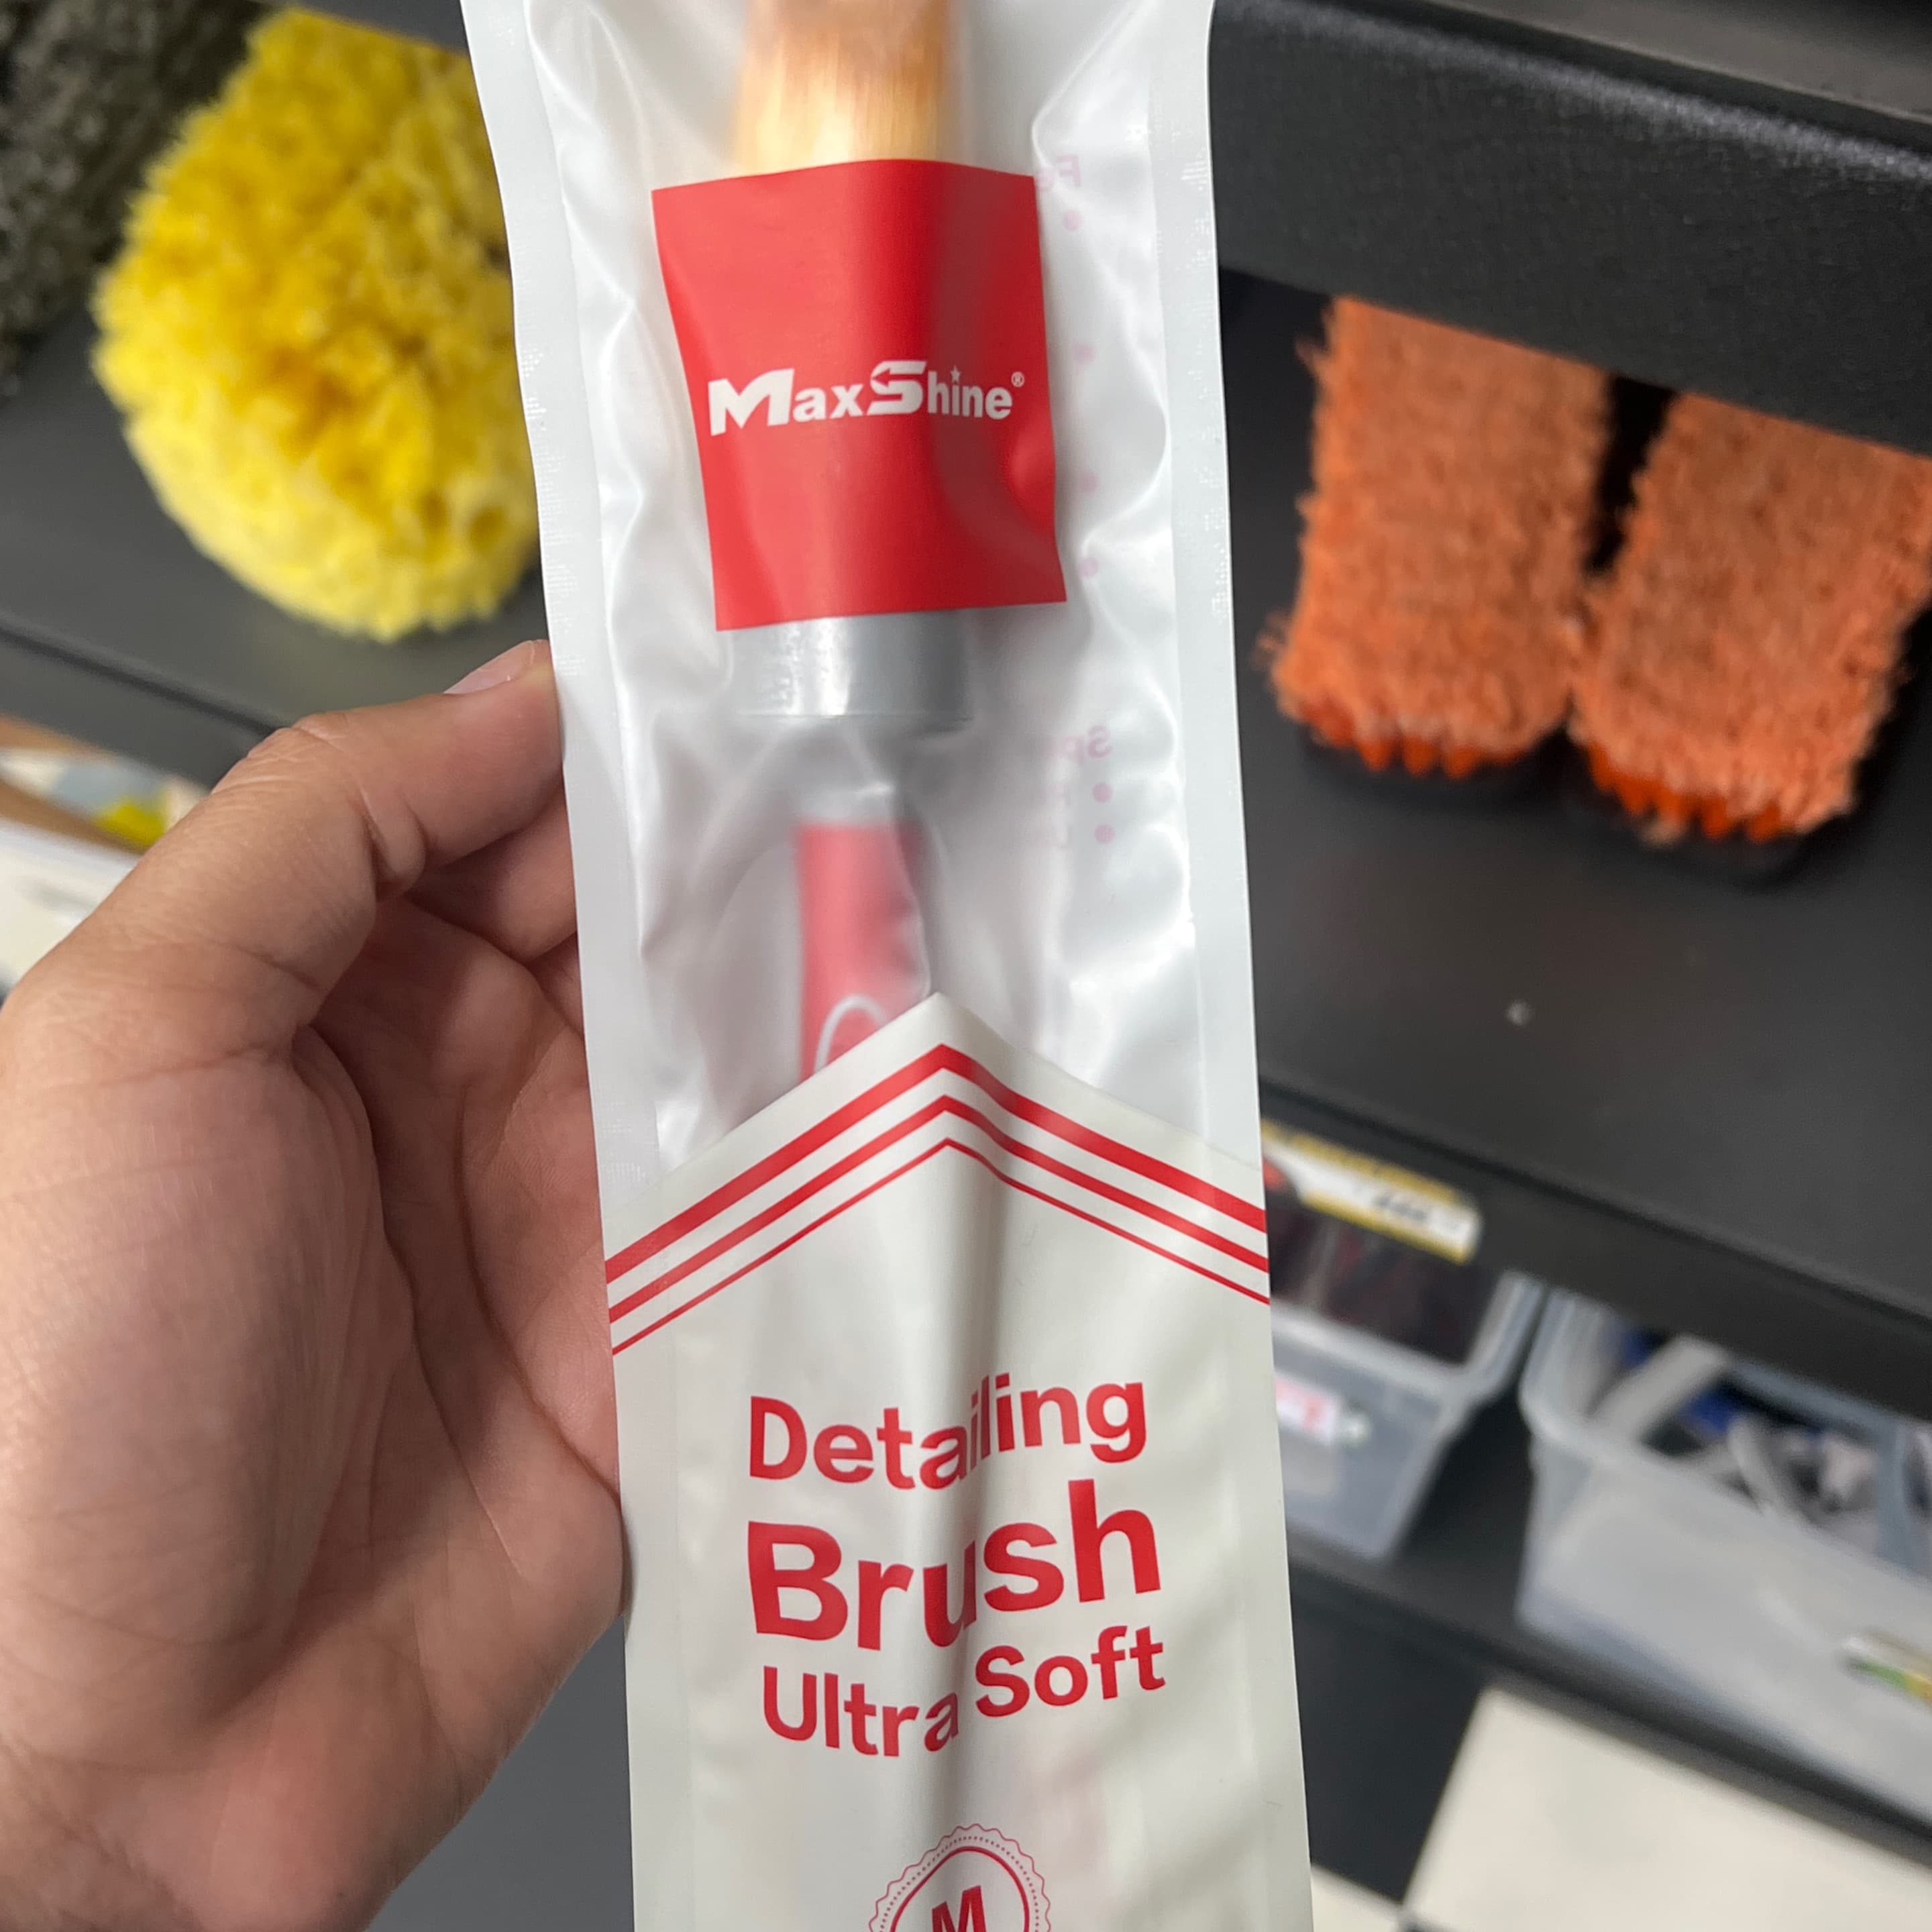 MaxShine®
Detailing
Brush
Ultra Soft
M